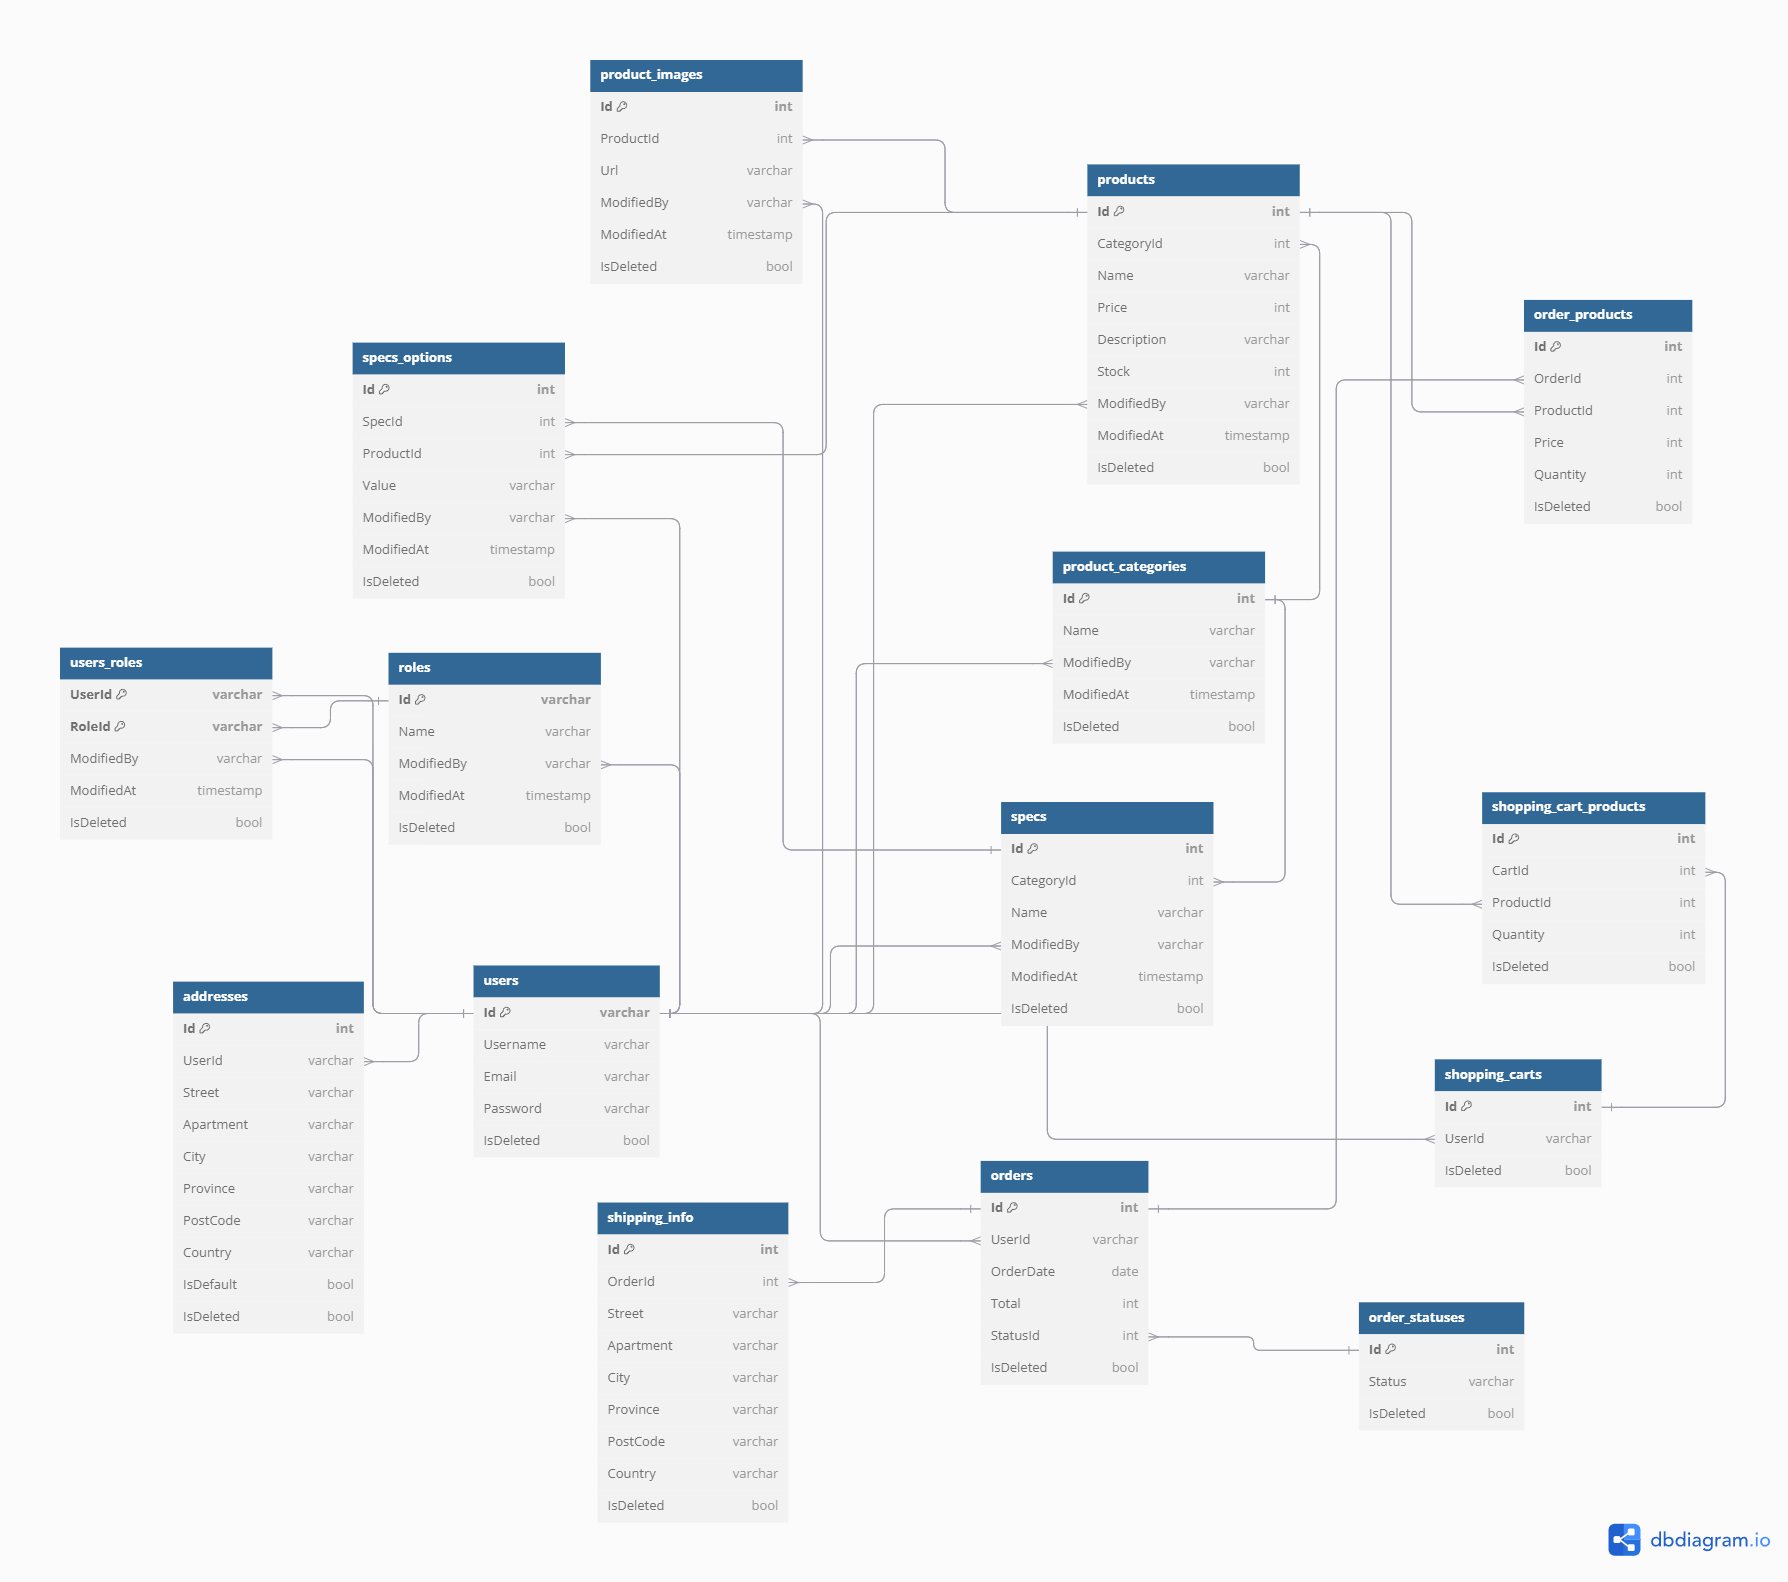 product_images
Id int
ProductId int
Url varchar
ModifiedBy varchar
ModifiedAt timestamp
IsDeleted bool
products
Id int
CategoryId int
Name varchar
Price int
Description varchar
Stock int
ModifiedBy varchar
ModifiedAt timestamp
IsDeleted bool
order_products
Id int
OrderId int
ProductId int
Price int
Quantity int
IsDeleted bool
specs_options
Id int
SpecId int
ProductId int
Value varchar
ModifiedBy varchar
ModifiedAt timestamp
IsDeleted bool
product_categories
Id int
Name varchar
ModifiedBy varchar
ModifiedAt timestamp
IsDeleted bool
users_roles
UserId varchar
RoleId varchar
ModifiedBy varchar
ModifiedAt timestamp
IsDeleted bool
roles
Id varchar
Name varchar
ModifiedBy varchar
ModifiedAt timestamp
IsDeleted bool
specs
Id int
CategoryId int
Name varchar
ModifiedBy varchar
ModifiedAt timestamp
IsDeleted bool
shopping_cart_products
Id int
CartId int
ProductId int
Quantity int
IsDeleted bool
addresses
Id int
UserId varchar
Street varchar
Apartment varchar
City varchar
Province varchar
PostCode varchar
Country varchar
IsDefault bool
IsDeleted bool
users
Id varchar
Username varchar
Email varchar
Password varchar
IsDeleted bool
shopping_carts
Id int
UserId varchar
IsDeleted bool
orders
Id int
UserId varchar
OrderDate date
Total int
StatusId int
IsDeleted bool
shipping_info
Id int
OrderId int
Street varchar
Apartment varchar
City varchar
Province varchar
PostCode varchar
Country varchar
IsDeleted bool
order_statuses
Id int
Status varchar
IsDeleted bool
dbdiagram.io